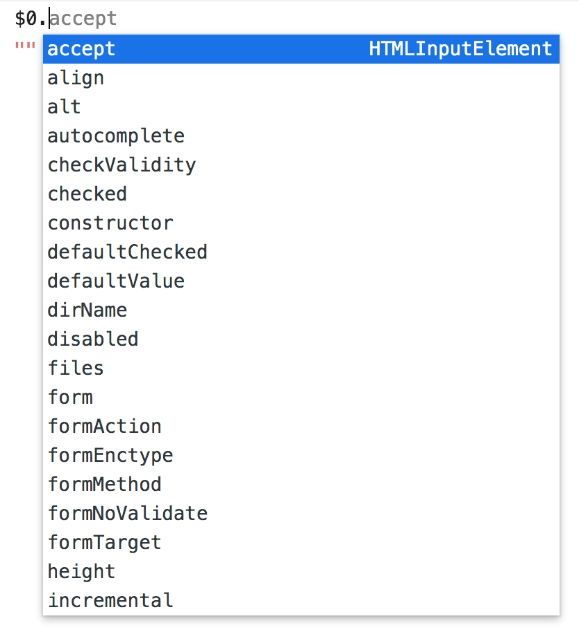 $0.accept
""
accept HTMLInputElement
align
alt
autocomplete
checkValidity
checked
constructor
defaultChecked
defaultValue
dirName
disabled
files
form
formAction
formEnctype
formMethod
formNoValidate
formTarget
height
incremental